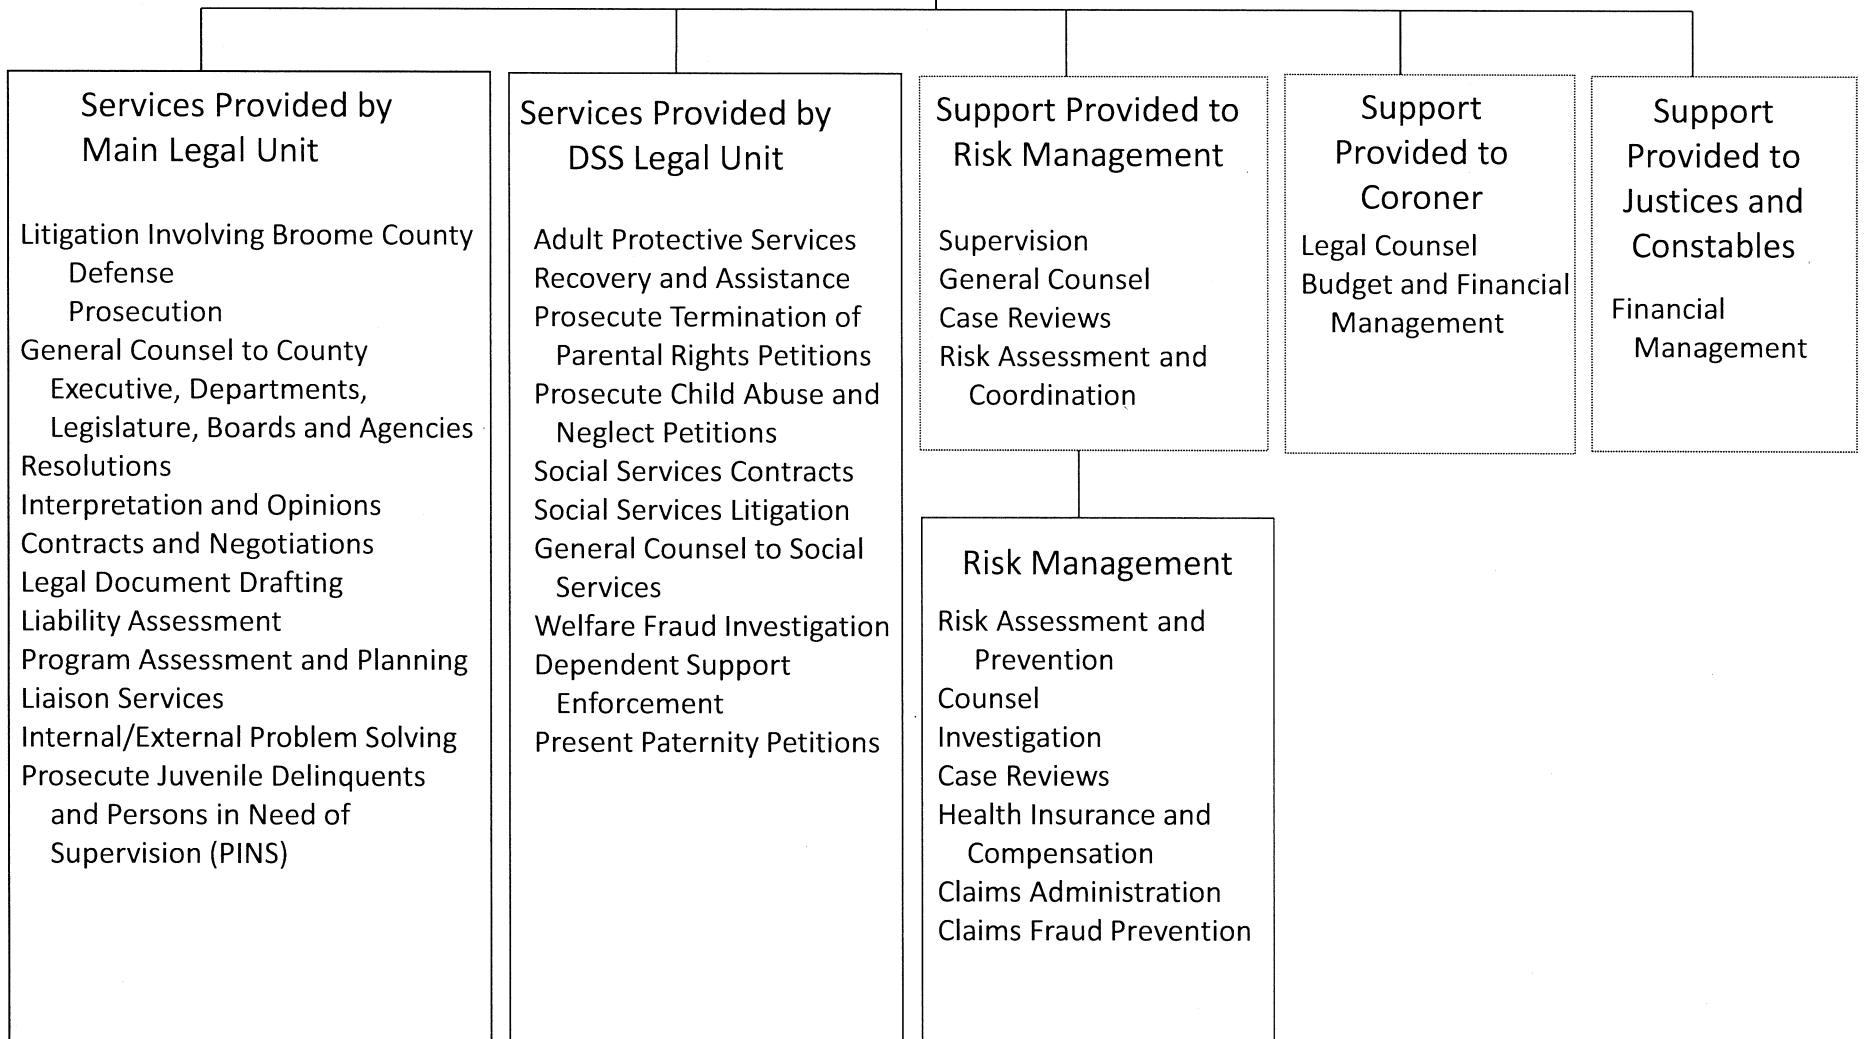 Services Provided by
Main Legal Unit
Litigation Involving Broome County
Defense
Prosecution
General Counsel to County
Executive, Departments,
Legislature, Boards and Agencies
Resolutions
Interpretation and Opinions
Contracts and Negotiations
Legal Document Drafting
Liability Assessment
Program Assessment and Planning
Liaison Services
Internal/External Problem Solving
Prosecute Juvenile Delinquents
and Persons in Need of
Supervision (PINS)
Services Provided by
DSS Legal Unit
Adult Protective Services
Recovery and Assistance
Prosecute Termination of
Parental Rights Petitions
Prosecute Child Abuse and
Neglect Petitions
Social Services Contracts
Social Services Litigation
General Counsel to Social
Services
Welfare Fraud Investigation
Dependent Support
Enforcement
Present Paternity Petitions
Support Provided to
Risk Management
Supervision
General Counsel
Case Reviews
Risk Assessment and
Coordination
Risk Management
Risk Assessment and
Prevention
Counsel
Investigation
Case Reviews
Health Insurance and
Compensation
Claims Administration
Claims Fraud Prevention
Support
Provided to
Coroner
Legal Counsel
Budget and Financial
Management
Support
Provided to
Justices and
Constables
Financial
Management